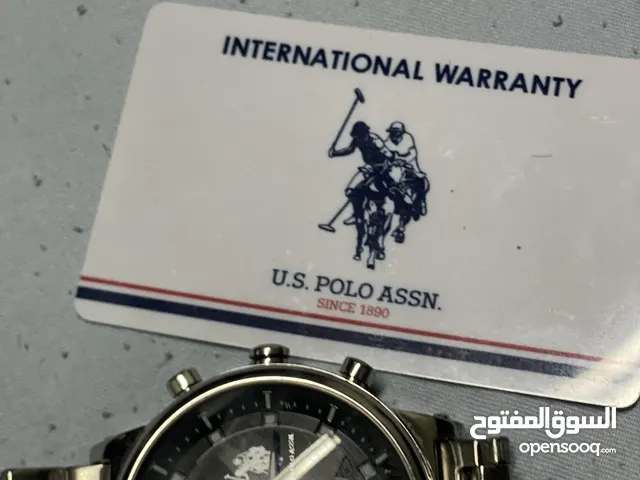 INTERNATIONAL WARRANTY
U.S. POLO ASSN.
SINCE 1890
السوق المفتوح
opensooq.com